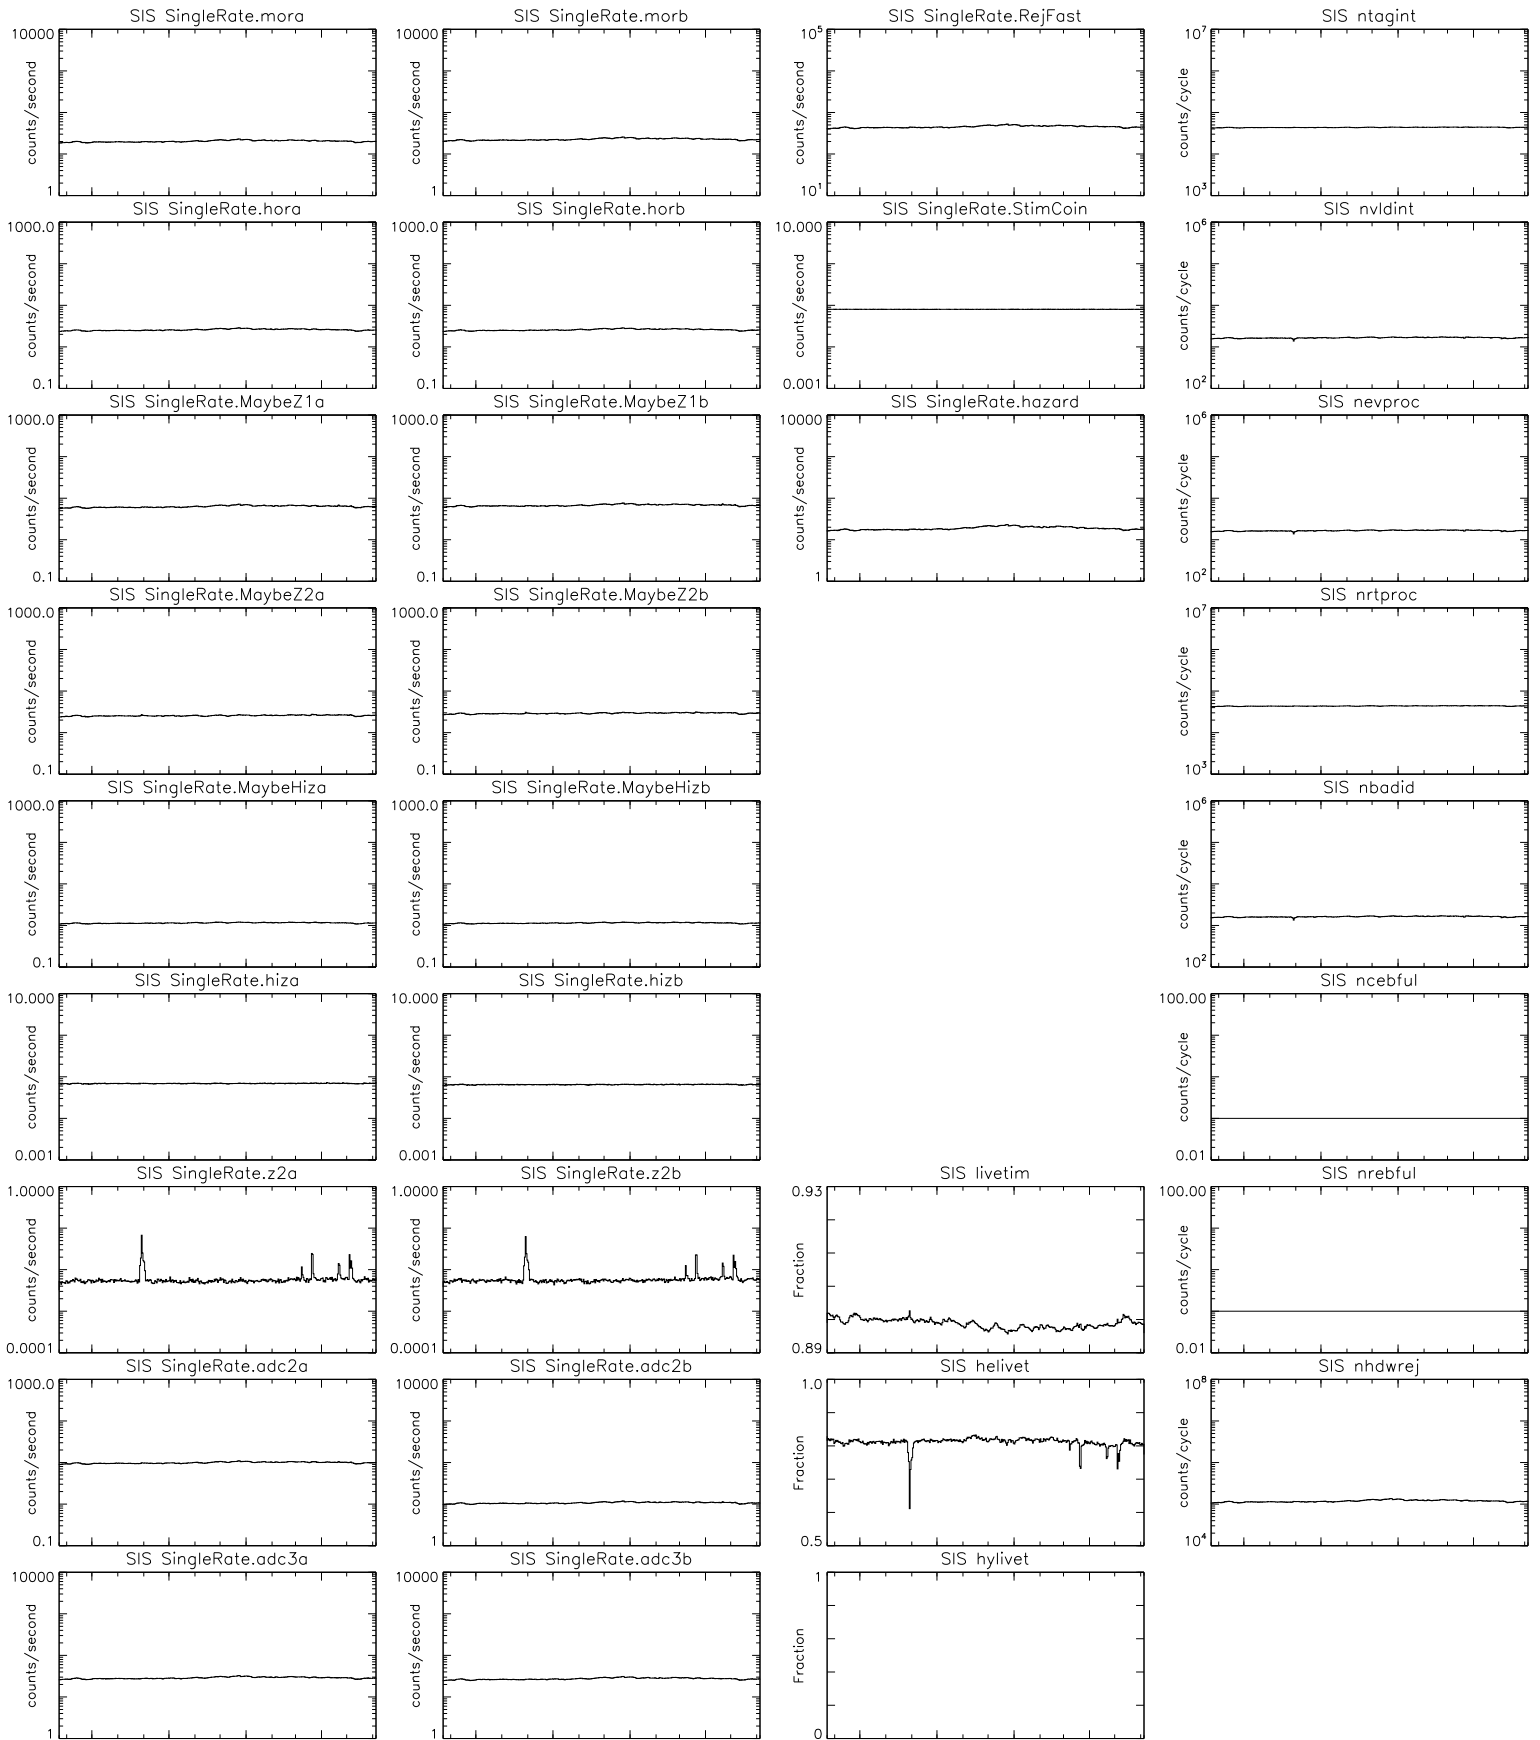 SIS SingleRate.mora
10000
counts/second
1
SIS SingleRate.morb
10000
counts/second
1
SIS SingleRate.RejFast
10^5
counts/second
10^1
SIS ntagint
10^7
counts/cycle
10^3
SIS SingleRate.hora
1000.0
counts/second
0.1
SIS SingleRate.horb
1000.0
counts/second
0.1
SIS SingleRate.StimCoin
10.000
counts/second
0.001
SIS nvldint
10^6
counts/cycle
10^2
SIS SingleRate.MaybeZ1a
1000.0
counts/second
0.1
SIS SingleRate.MaybeZ1b
1000.0
counts/second
0.1
SIS SingleRate.hazard
10000
counts/second
1
SIS nevproc
10^6
counts/cycle
10^2
SIS SingleRate.MaybeZ2a
1000.0
counts/second
0.1
SIS SingleRate.MaybeZ2b
1000.0
counts/second
0.1
SIS nrtproc
10^7
counts/cycle
10^3
SIS SingleRate.MaybeHiza
1000.0
counts/second
0.1
SIS SingleRate.MaybeHizb
1000.0
counts/second
0.1
SIS nbadid
10^6
counts/cycle
10^2
SIS SingleRate.hiza
10.000
counts/second
0.001
SIS SingleRate.hizb
10.000
counts/second
0.001
SIS ncebful
100.00
counts/cycle
0.01
SIS SingleRate.z2a
1.0000
counts/second
0.0001
SIS SingleRate.z2b
1.0000
counts/second
0.0001
SIS livetim
0.93
Fraction
0.89
SIS nrebful
100.00
counts/cycle
0.01
SIS SingleRate.adc2a
1000.0
counts/second
0.1
SIS SingleRate.adc2b
10000
counts/second
1
SIS helivet
1.0
Fraction
0.5
SIS nhdwrej
10^8
counts/cycle
10^4
SIS SingleRate.adc3a
10000
counts/second
1
SIS SingleRate.adc3b
10000
counts/second
1
SIS hylivet
1
Fraction
0